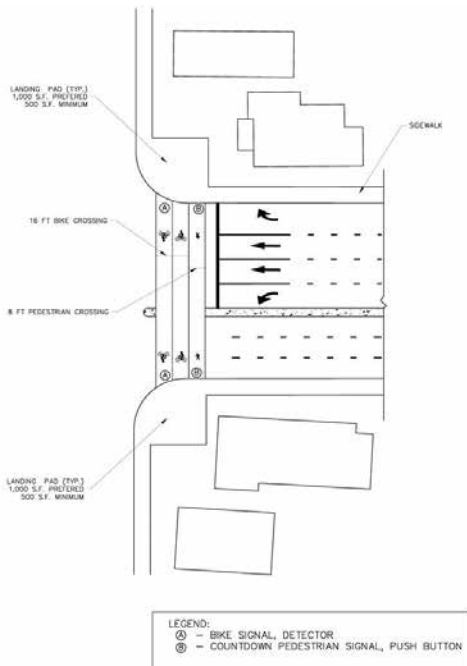 LANDING PAD (TYP.)
1,000 S.F. PREFERED
500 S.F. MINIMUM
SIDEWALK
Ⓐ Ⓑ
16 FT BIKE CROSSING
8 FT PEDESTRIAN CROSSING
Ⓐ Ⓑ
LANDING PAD (TYP.)
1,000 S.F. PREFERED
500 S.F. MINIMUM
LEGEND:
Ⓐ – BIKE SIGNAL, DETECTOR
Ⓑ – COUNTDOWN PEDESTRIAN SIGNAL, PUSH BUTTON